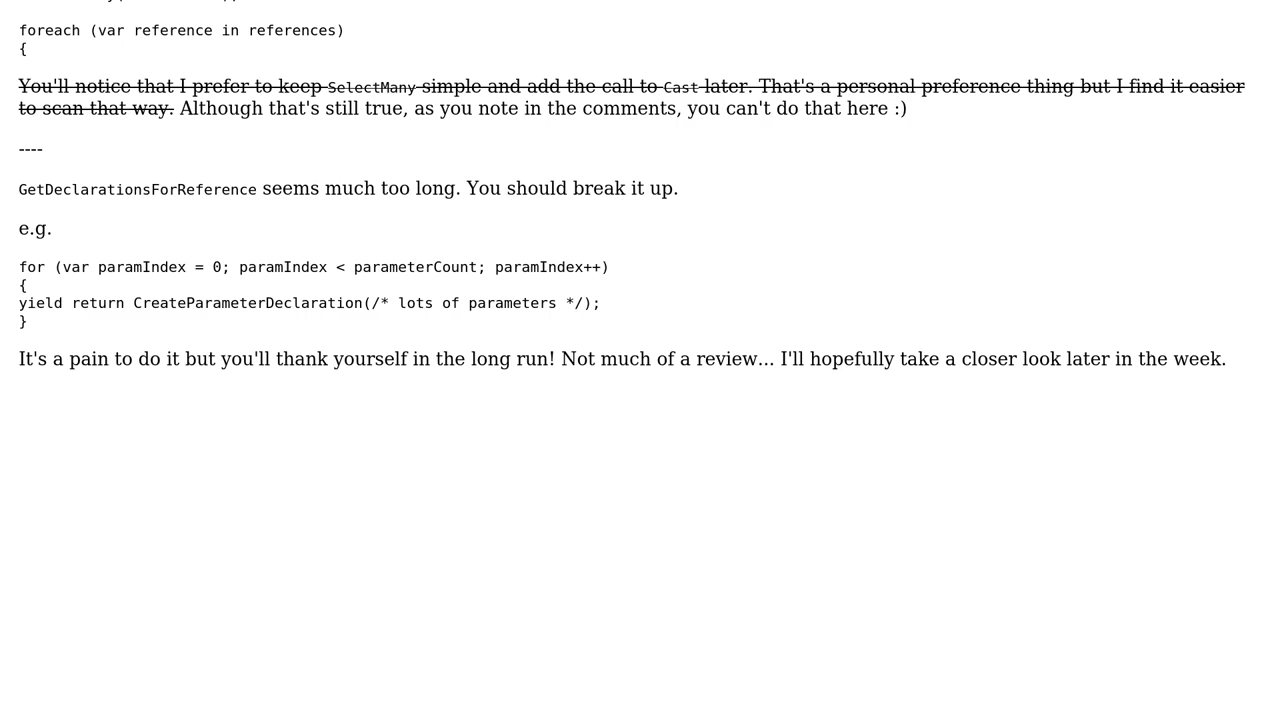 foreach (var reference in references)
{
You'll notice that I prefer to keep SelectMany simple and add the call to Cast later. That's a personal preference thing but I find it easier
to scan that way. Although that's still true, as you note in the comments, you can't do that here :)
----
GetDeclarationsForReference seems much too long. You should break it up.
e.g.
for (var paramIndex = 0; paramIndex < parameterCount; paramIndex++)
{
yield return CreateParameterDeclaration(/* lots of parameters */);
}
It's a pain to do it but you'll thank yourself in the long run! Not much of a review... I'll hopefully take a closer look later in the week.